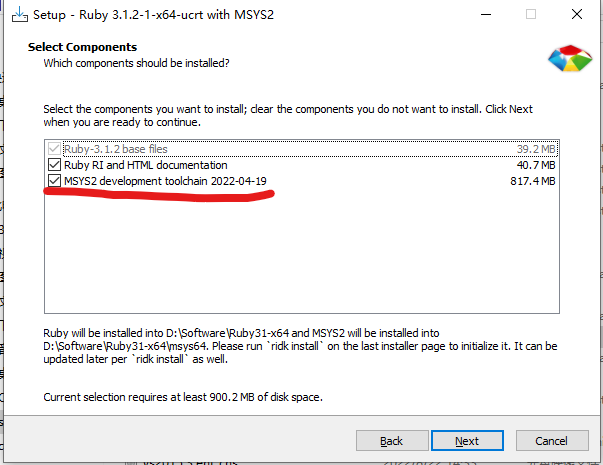 Setup - Ruby 3.1.2-1-x64-ucrt with MSYS2
Select Components
Which components should be installed?
Select the components you want to install; clear the components you do not want to install. Click Next
when you are ready to continue.
Ruby-3.1.2 base files 39.2 MB
Ruby RI and HTML documentation 40.7 MB
MSYS2 development toolchain 2022-04-19 817.4 MB
Ruby will be installed into D:\Software\Ruby31-x64 and MSYS2 will be installed into
D:\Software\Ruby31-x64\msys64. Please run `ridk install` on the last installer page to initialize it. It can be
updated later per `ridk install` as well.
Current selection requires at least 900.2 MB of disk space.
Back Next Cancel